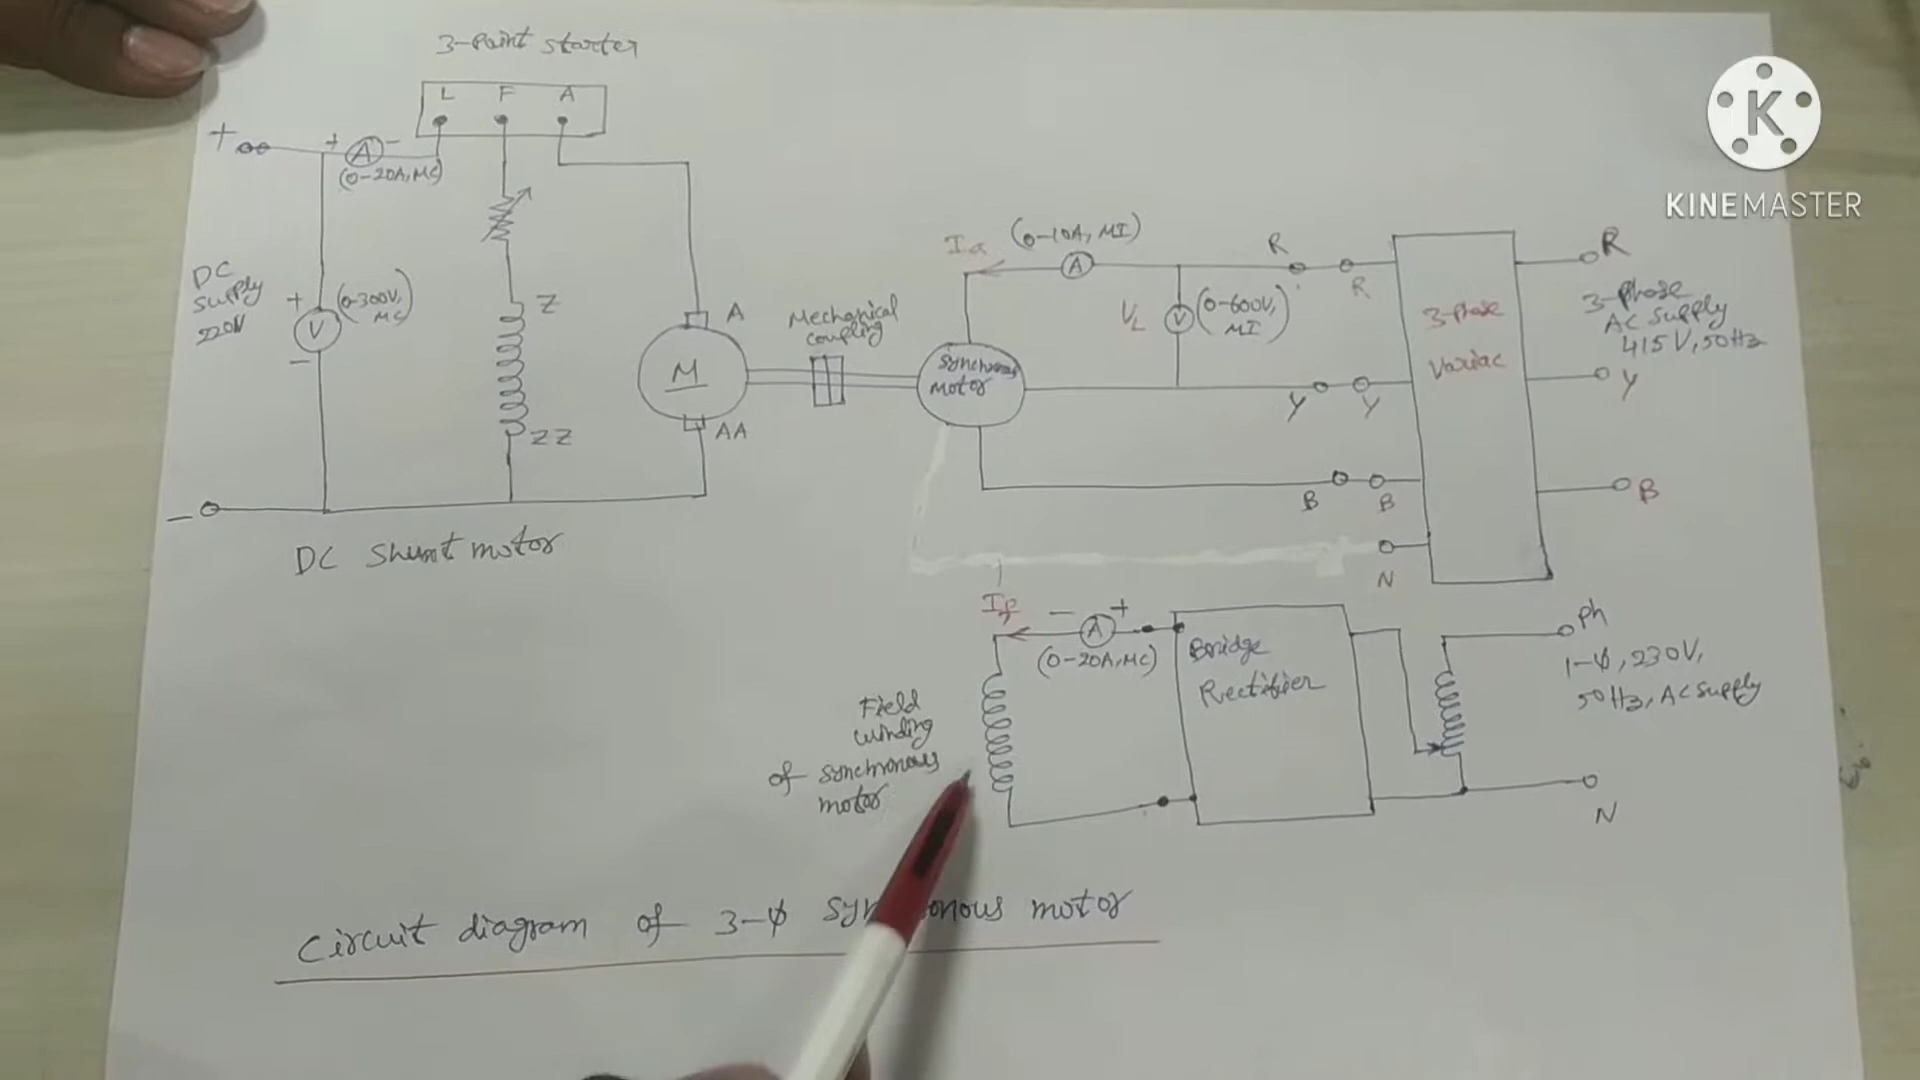 3-Point starter
L F A
+
+ A -
(0-20A, MC)
DC
supply
220V
+
V
-
(0-300V,
MC)
Z
ZZ
A
M
AA
-
DC Shunt motor
Mechanical
coupling
Synchronous
motor
Ia
(0-10A, MI)
A
VL
V
(0-600V,
MI)
R
R
Y
Y
B
B
N
3-Phase
Variac
R
3-Phase
AC Supply
415V, 50Hz
Y
B
If
- A +
(0-20A, MC)
Field
winding
of synchronous
motor
Bridge
Rectifier
Ph
1-ϕ, 230V,
50Hz, AC supply
N
Circuit diagram of 3-ϕ Synchronous motor
K
KINEMASTER